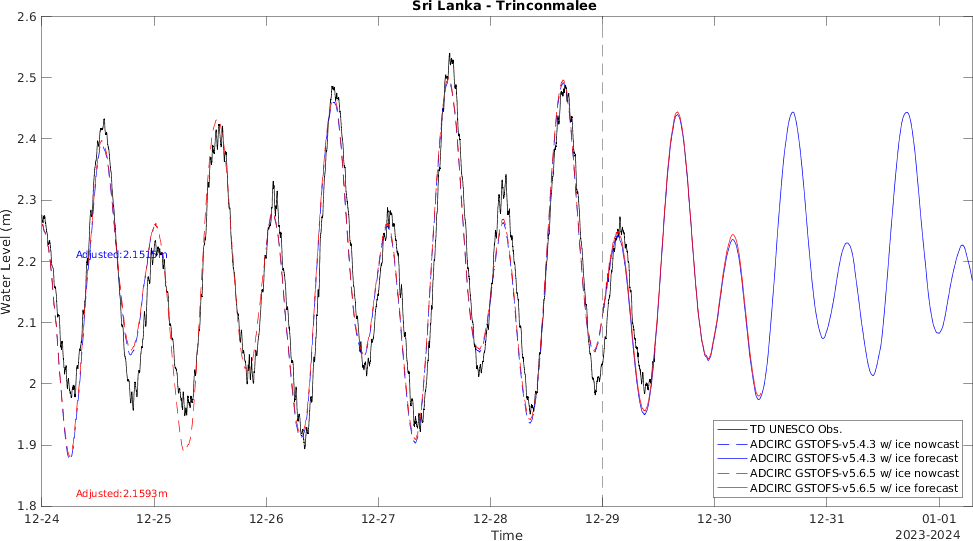 Sri Lanka - Trinconmalee
2.6
2.5
2.4
2.3
2.2
2.1
2
1.9
1.8
Water Level (m)
Adjusted:2.1593m
TD UNESCO Obs.
ADCIRC GSTOFS-v5.4.3 w/ ice nowcast
ADCIRC GSTOFS-v5.4.3 w/ ice forecast
ADCIRC GSTOFS-v5.6.5 w/ ice nowcast
ADCIRC GSTOFS-v5.6.5 w/ ice forecast
12-24 12-25 12-26 12-27 12-28 12-29 12-30 12-31 01-01
Time
2023-2024